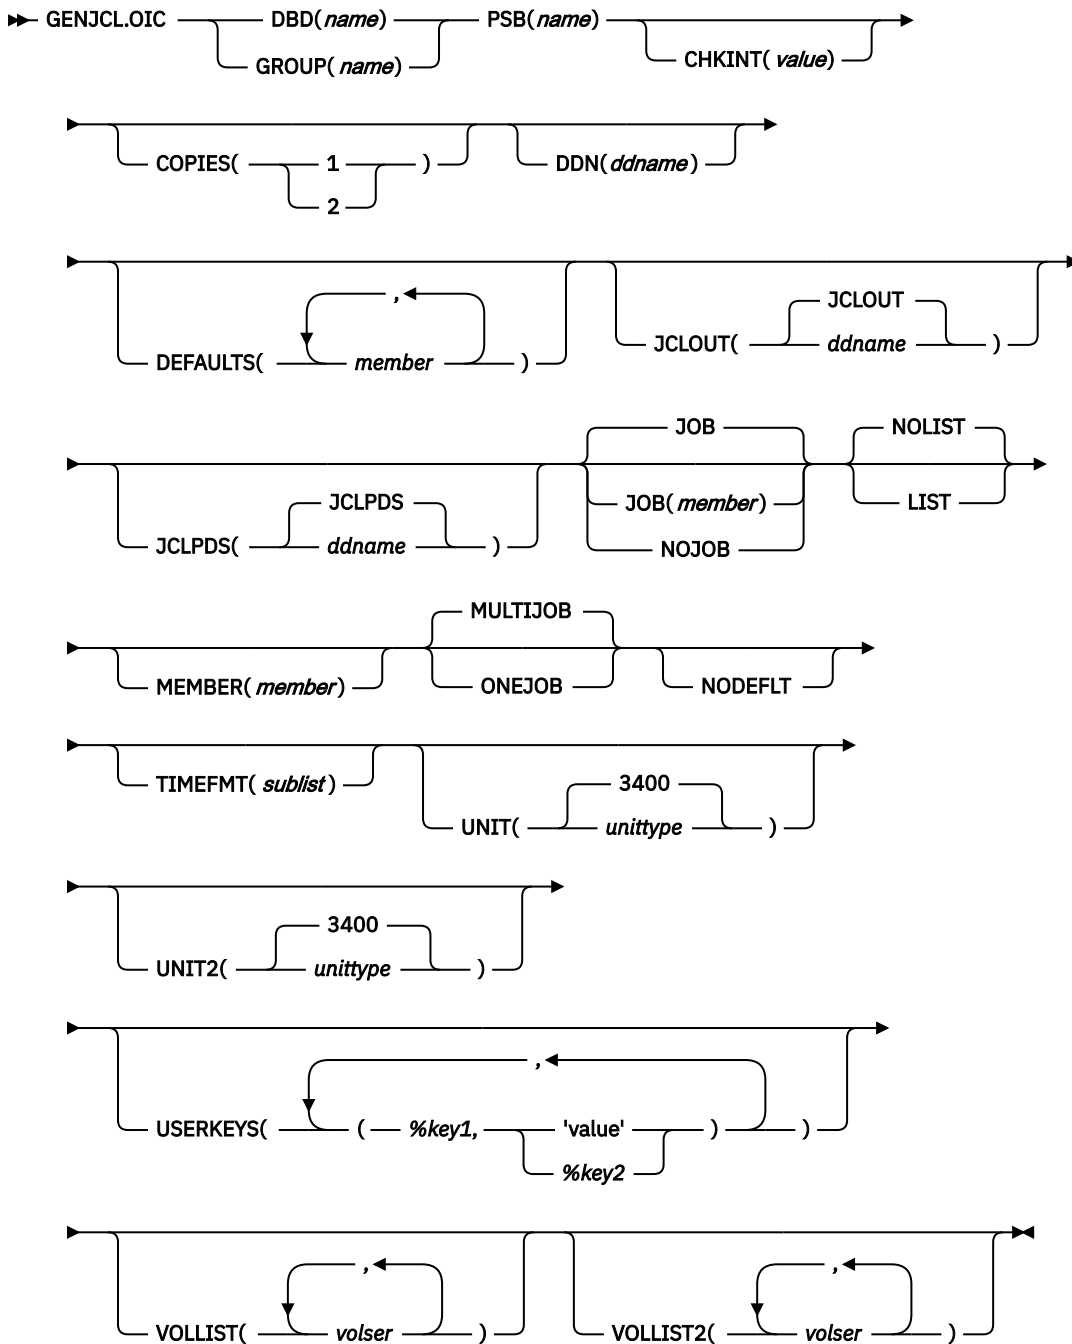 GENJCL.OIC DBD(name) PSB(name)
GROUP(name) CHKINT(value)
COPIES( 1 ) DDN(ddname)
2
, JCLOUT
DEFAULTS( member ) JCLOUT( ddname )
JOB NOLIST
JCLPDS JOB(member) LIST
JCLPDS( ddname ) NOJOB
MULTIJOB
MEMBER(member) ONEJOB NODEFLT
TIMEFMT(sublist) 3400
UNIT( unittype )
3400
UNIT2( unittype )
,
USERKEYS( ( %key1, 'value' ) )
%key2
, ,
VOLLIST( volser ) VOLLIST2( volser )